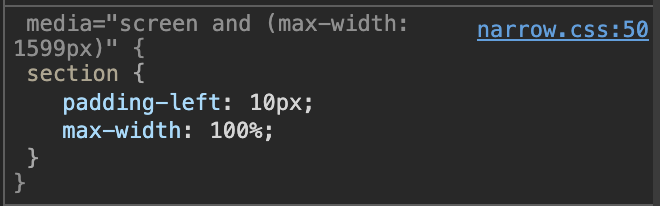 media="screen and (max-width: narrow.css:50
1599px)" {
section {
padding-left: 10px;
max-width: 100%;
}
}